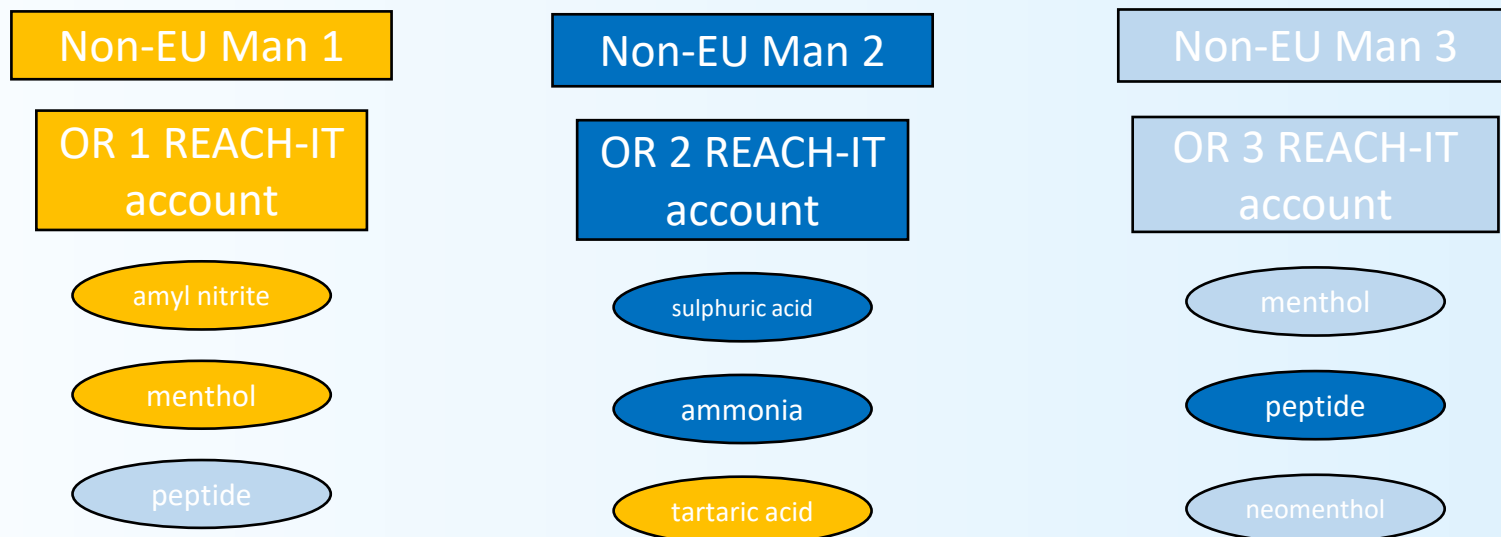 Non-EU Man 1
OR 1 REACH-IT
account
amyl nitrite
menthol
peptide
Non-EU Man 2
OR 2 REACH-IT
account
sulphuric acid
ammonia
tartaric acid
Non-EU Man 3
OR 3 REACH-IT
account
menthol
peptide
neomenthol